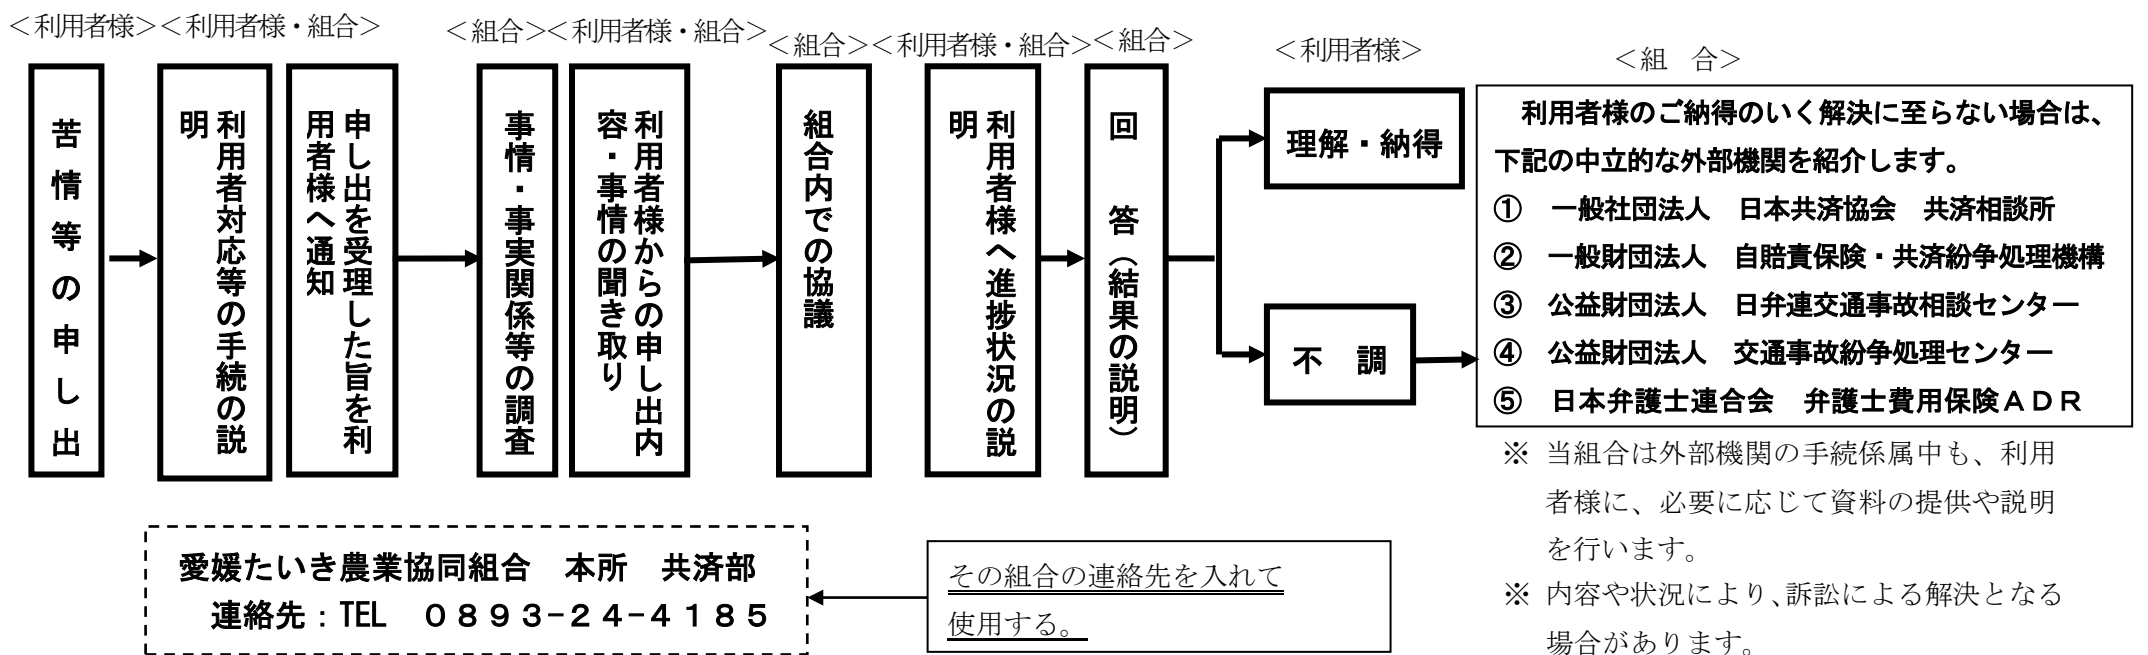 ＜利用者様＞＜利用者様・組合＞
＜組合＞＜利用者様・組合＞
＜組合＞＜利用者様・組合＞＜組合＞
＜利用者様＞
＜組　合＞
苦情等の申し出
利用者対応等の手続の説
明
申し出を受理した旨を利
用者様へ通知
事情・事実関係等の調査
利用者様からの申し出内
容・事情の聞き取り
組合内での協議
利用者様へ進捗状況の説
明
回　答（結果の説明）
理解・納得
不　調
利用者様のご納得のいく解決に至らない場合は、
下記の中立的な外部機関を紹介します。
①　一般社団法人　日本共済協会　共済相談所
②　一般財団法人　自賠責保険・共済紛争処理機構
③　公益財団法人　日弁連交通事故相談センター
④　公益財団法人　交通事故紛争処理センター
⑤　日本弁護士連合会　弁護士費用保険ＡＤＲ
※ 当組合は外部機関の手続係属中も、利用
者様に、必要に応じて資料の提供や説明
を行います。
※ 内容や状況により、訴訟による解決となる
場合があります。
愛媛たいき農業協同組合　本所　共済部
連絡先：TEL　０８９３−２４−４１８５
その組合の連絡先を入れて
使用する。